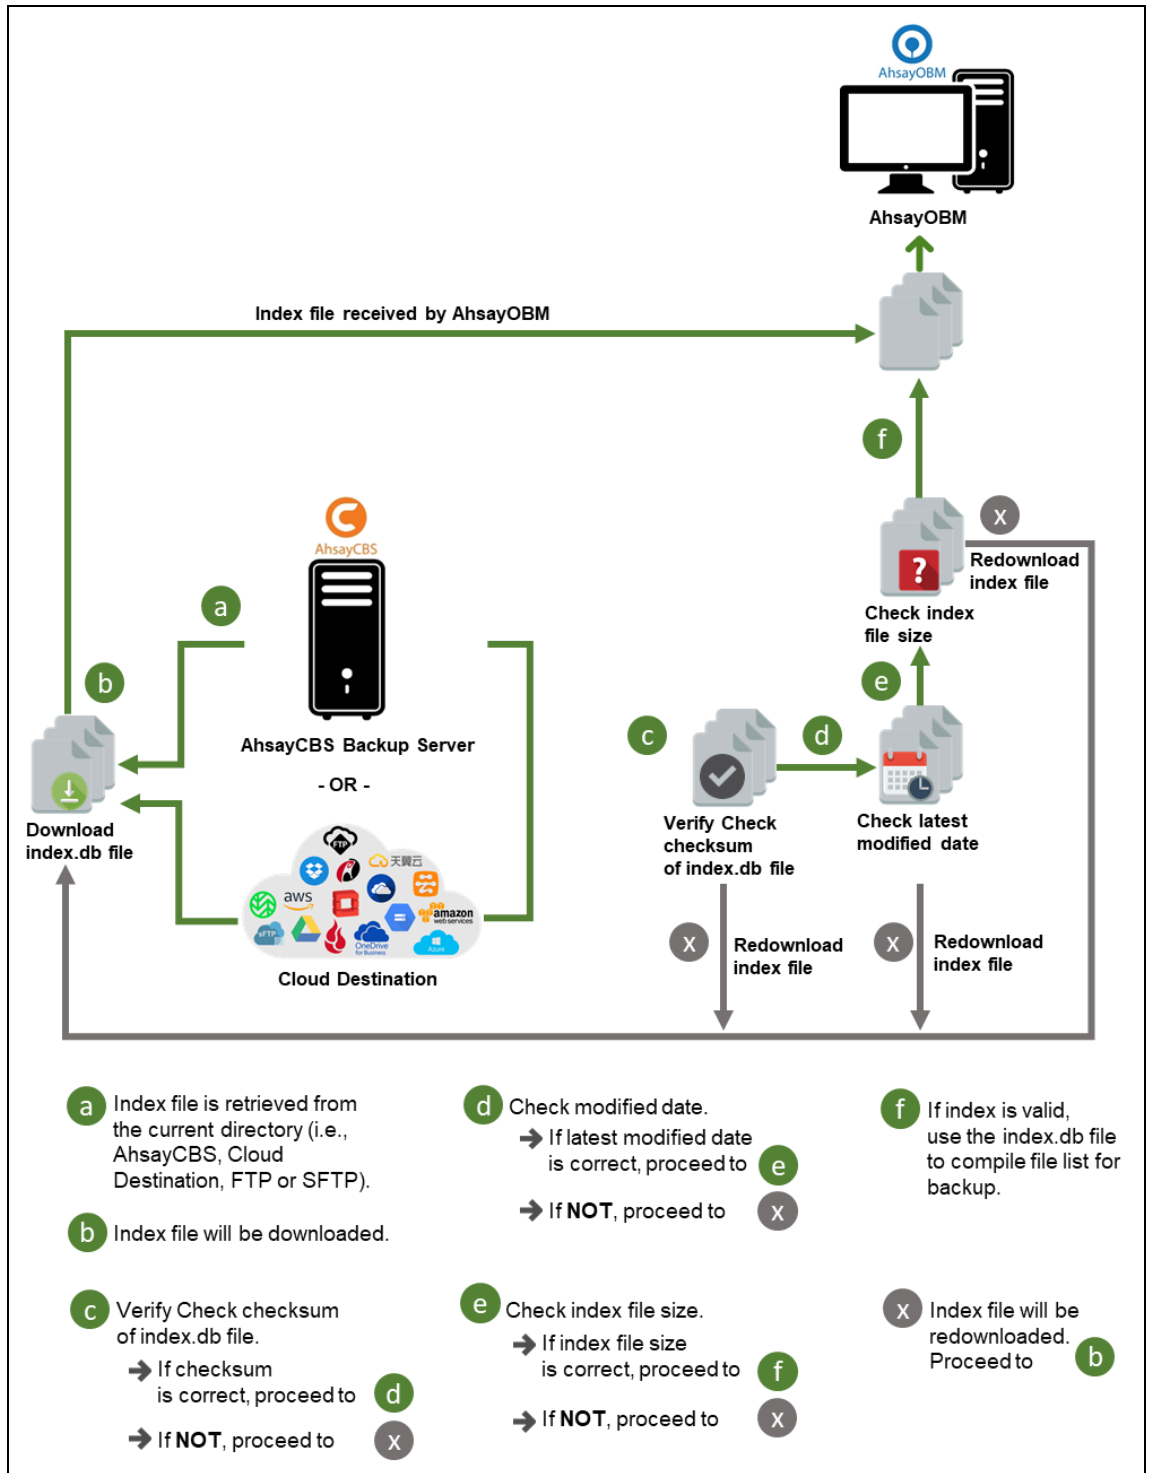 AhsayOBM
AhsayOBM
Index file received by AhsayOBM
f
x
Redownload
index file
Check index
file size
AhsayCBS
a
e
b
c
d
AhsayCBS Backup Server
- OR -
Download
index.db file
Verify Check
checksum
of index.db file
Check latest
modified date
FTP
天翼云
aws
amazon
web services
sFTP
OneDrive
for Business
Azure
Cloud Destination
x
Redownload
index file
x
Redownload
index file
a
Index file is retrieved from
the current directory (i.e.,
AhsayCBS, Cloud
Destination, FTP or SFTP).
b
Index file will be downloaded.
c
Verify Check checksum
of index.db file.
If checksum
is correct, proceed to d
If NOT, proceed to x
d
Check modified date.
If latest modified date
is correct, proceed to e
If NOT, proceed to x
e
Check index file size.
If index file size
is correct, proceed to f
If NOT, proceed to x
f
If index is valid,
use the index.db file
to compile file list for
backup.
x
Index file will be
redownloaded.
Proceed to b